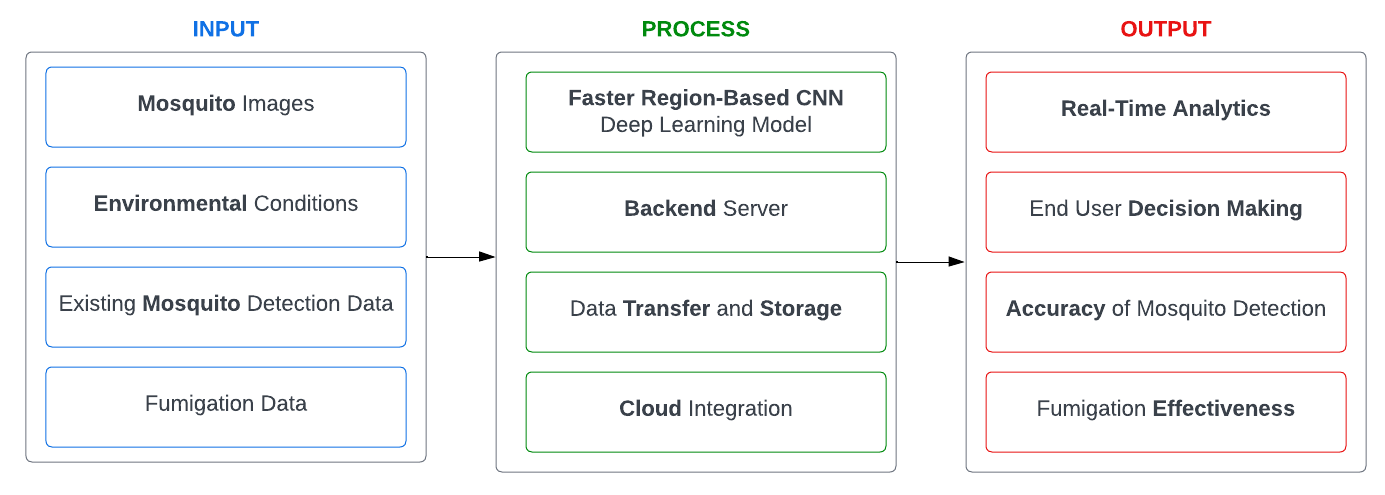 INPUT
Mosquito Images
Environmental Conditions
Existing Mosquito Detection Data
Fumigation Data
PROCESS
Faster Region-Based CNN
Deep Learning Model
Backend Server
Data Transfer and Storage
Cloud Integration
OUTPUT
Real-Time Analytics
End User Decision Making
Accuracy of Mosquito Detection
Fumigation Effectiveness